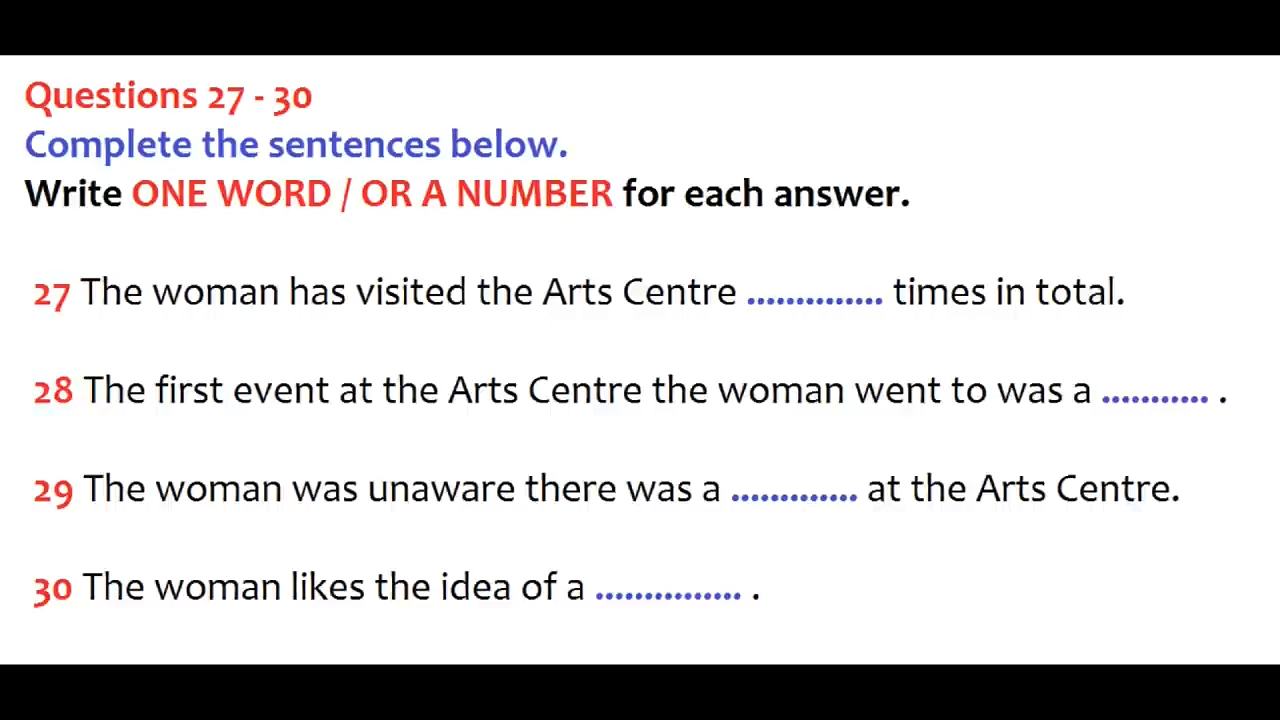 Questions 27 - 30
Complete the sentences below.
Write ONE WORD / OR A NUMBER for each answer.
27 The woman has visited the Arts Centre .............. times in total.
28 The first event at the Arts Centre the woman went to was a ........... .
29 The woman was unaware there was a ............. at the Arts Centre.
30 The woman likes the idea of a ............... .